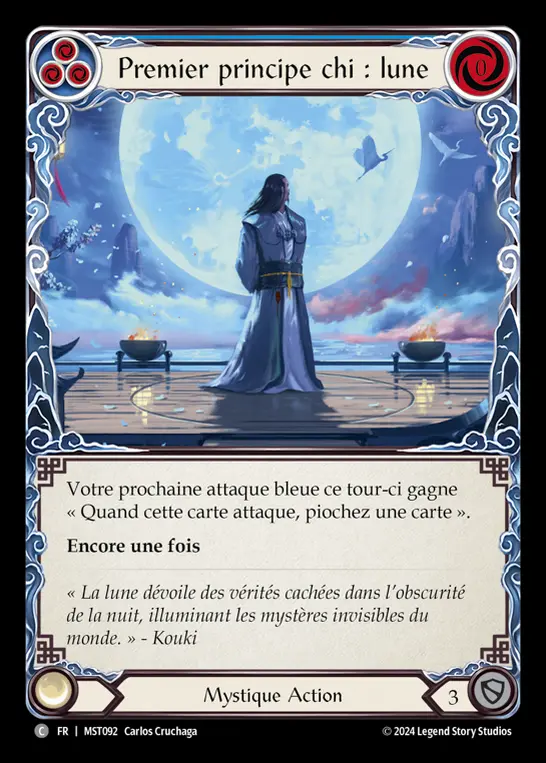 Premier principe chi : lune
0
Votre prochaine attaque bleue ce tour-ci gagne
« Quand cette carte attaque, piochez une carte ».
Encore une fois
« La lune dévoile des vérités cachées dans l’obscurité
de la nuit, illuminant les mystères invisibles du
monde. » - Kouki
Mystique Action
3
C FR | MST092 Carlos Cruchaga
© 2024 Legend Story Studios